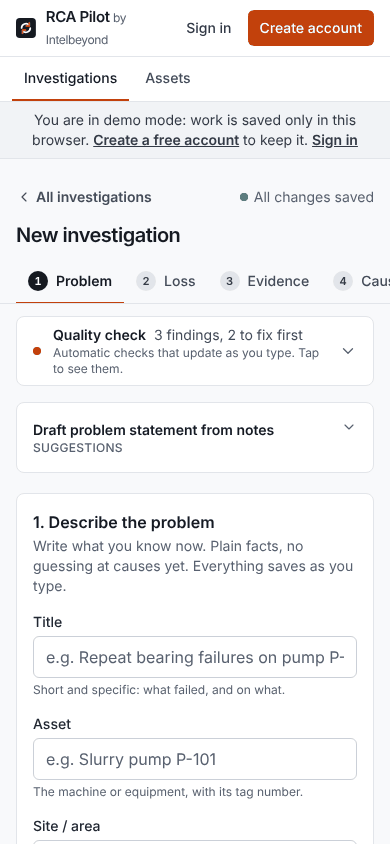 RCA Pilot by
Intelbeyond
Sign in
Create account
Investigations
Assets
You are in demo mode: work is saved only in this
browser. Create a free account to keep it. Sign in
All investigations
All changes saved
New investigation
1 Problem
2 Loss
3 Evidence
4 Cau
Quality check 3 findings, 2 to fix first
Automatic checks that update as you type. Tap
to see them.
Draft problem statement from notes
SUGGESTIONS
1. Describe the problem
Write what you know now. Plain facts, no
guessing at causes yet. Everything saves as you
type.
Title
e.g. Repeat bearing failures on pump P-
Short and specific: what failed, and on what.
Asset
e.g. Slurry pump P-101
The machine or equipment, with its tag number.
Site / area